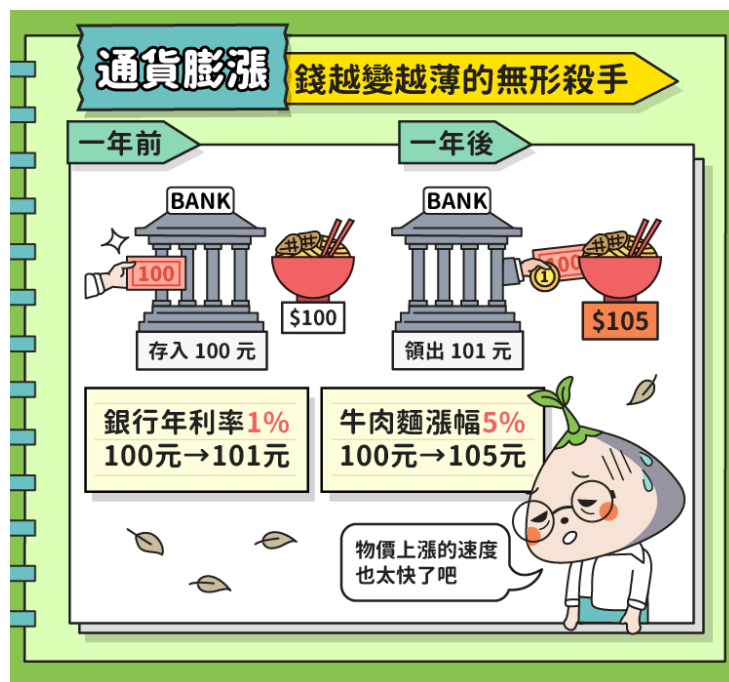 通貨膨漲
錢越變越薄的無形殺手
一年前
一年後
BANK
100
$100
存入 100 元
BANK
100
1
$105
領出 101 元
銀行年利率1%
100元→101元
牛肉麵漲幅5%
100元→105元
物價上漲的速度
也太快了吧